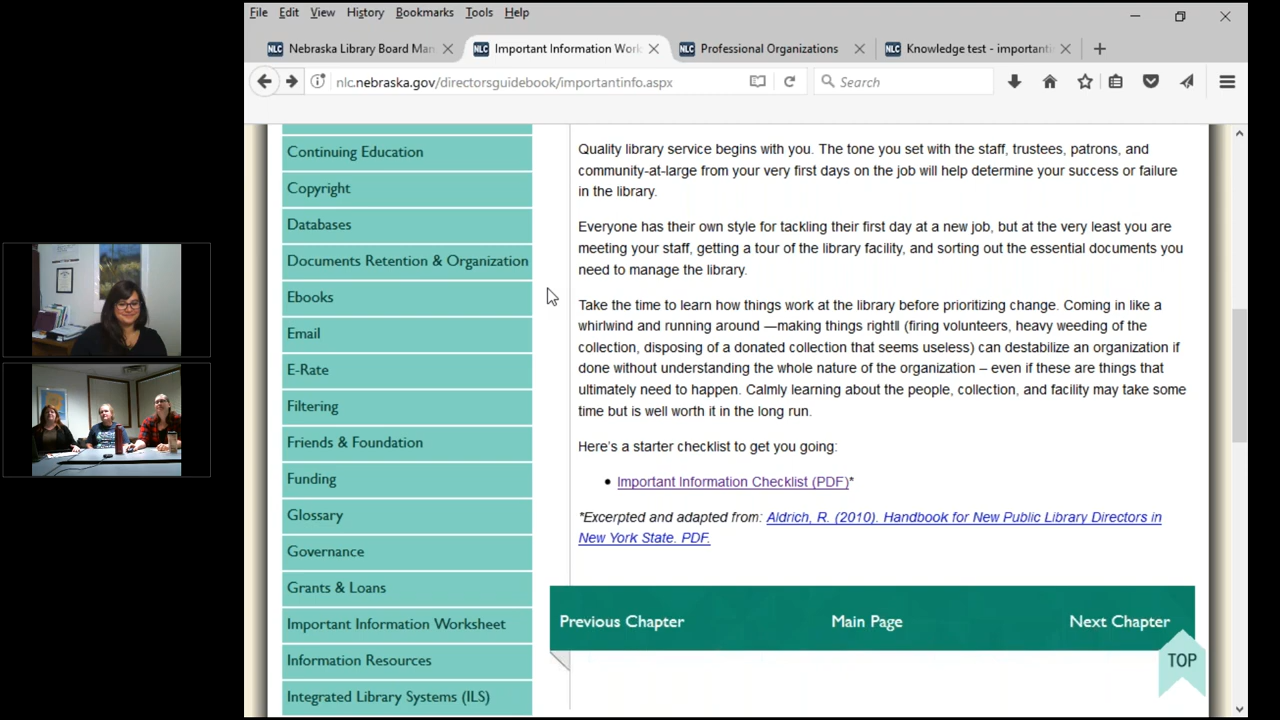 File Edit View History Bookmarks Tools Help
NLC Nebraska Library Board Man
NLC Important Information Work
NLC Professional Organizations
NLC Knowledge test - importanti
nlc.nebraska.gov/directorsguidebook/importantinfo.aspx
Search
Continuing Education
Copyright
Databases
Documents Retention & Organization
Ebooks
Email
E-Rate
Filtering
Friends & Foundation
Funding
Glossary
Governance
Grants & Loans
Important Information Worksheet
Information Resources
Integrated Library Systems (ILS)
Quality library service begins with you. The tone you set with the staff, trustees, patrons, and
community-at-large from your very first days on the job will help determine your success or failure
in the library.
Everyone has their own style for tackling their first day at a new job, but at the very least you are
meeting your staff, getting a tour of the library facility, and sorting out the essential documents you
need to manage the library.
Take the time to learn how things work at the library before prioritizing change. Coming in like a
whirlwind and running around ―making things right‖ (firing volunteers, heavy weeding of the
collection, disposing of a donated collection that seems useless) can destabilize an organization if
done without understanding the whole nature of the organization – even if these are things that
ultimately need to happen. Calmly learning about the people, collection, and facility may take some
time but is well worth it in the long run.
Here's a starter checklist to get you going:
• Important Information Checklist (PDF)*
*Excerpted and adapted from: Aldrich, R. (2010). Handbook for New Public Library Directors in
New York State. PDF.
Previous Chapter Main Page Next Chapter
TOP